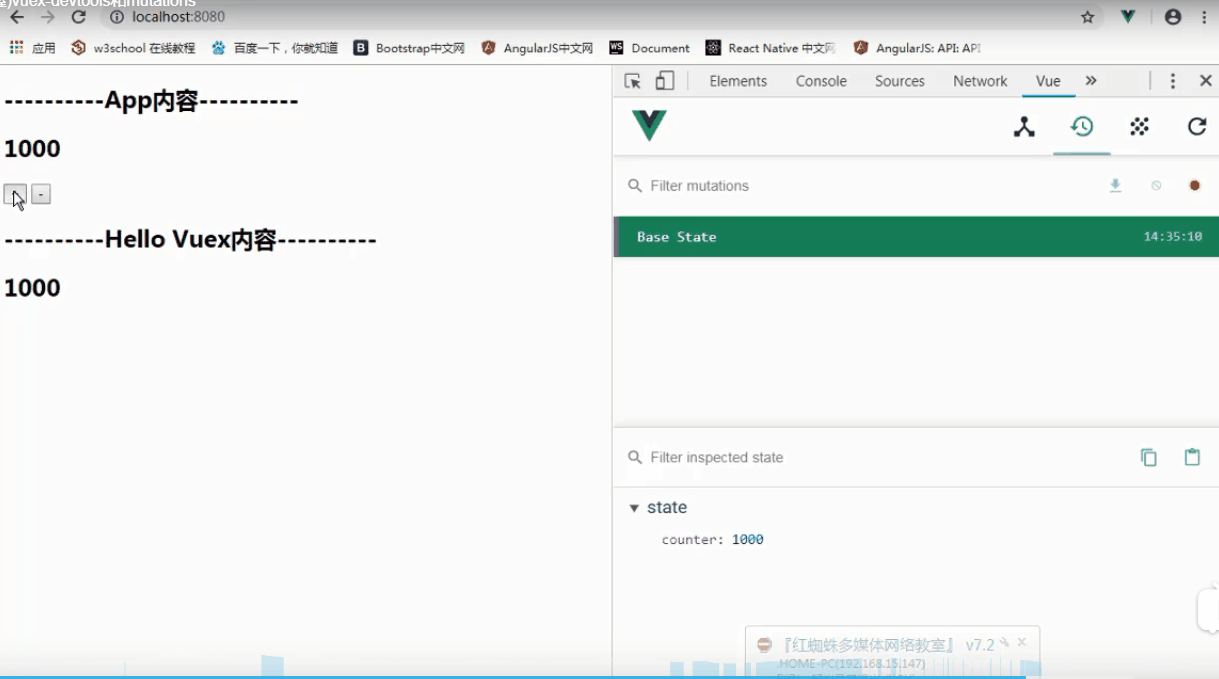 vuex-devtools和mutations
localhost:8080
应用 w3school 在线教程 百度一下，你就知道 Bootstrap中文网 AngularJS中文网 Document React Native 中文网 AngularJS: API: API
----------App内容----------
1000
-
----------Hello Vuex内容----------
1000
Elements Console Sources Network Vue »
Filter mutations
Base State 14:35:10
Filter inspected state
state
counter: 1000
『红蜘蛛多媒体网络教室』 v7.2
.HOME-PC(192.168.15.147)